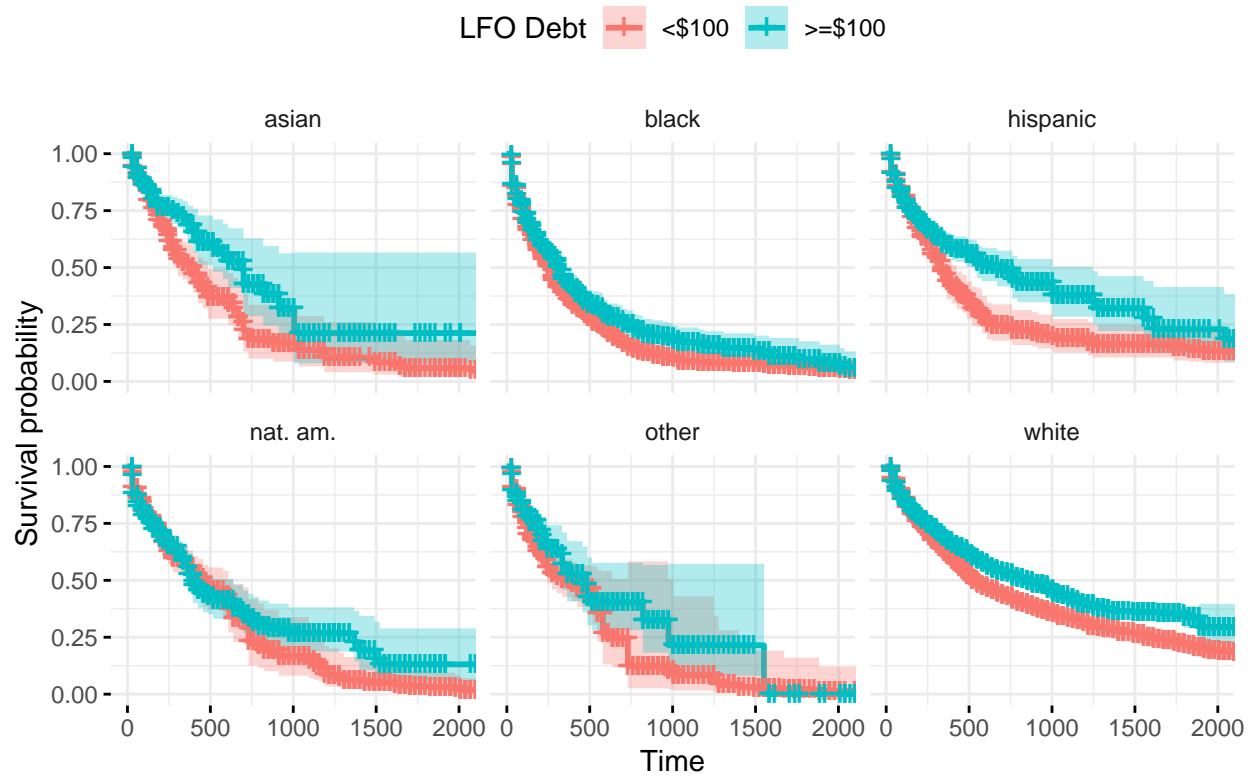 LFO Debt <$100 >=$100
asian black hispanic
1.00
0.75
0.50
0.25
0.00
nat. am. other white
1.00
0.75
0.50
0.25
0.00
0 500 1000 1500 2000 0 500 1000 1500 2000 0 500 1000 1500 2000
Survival probability
Time